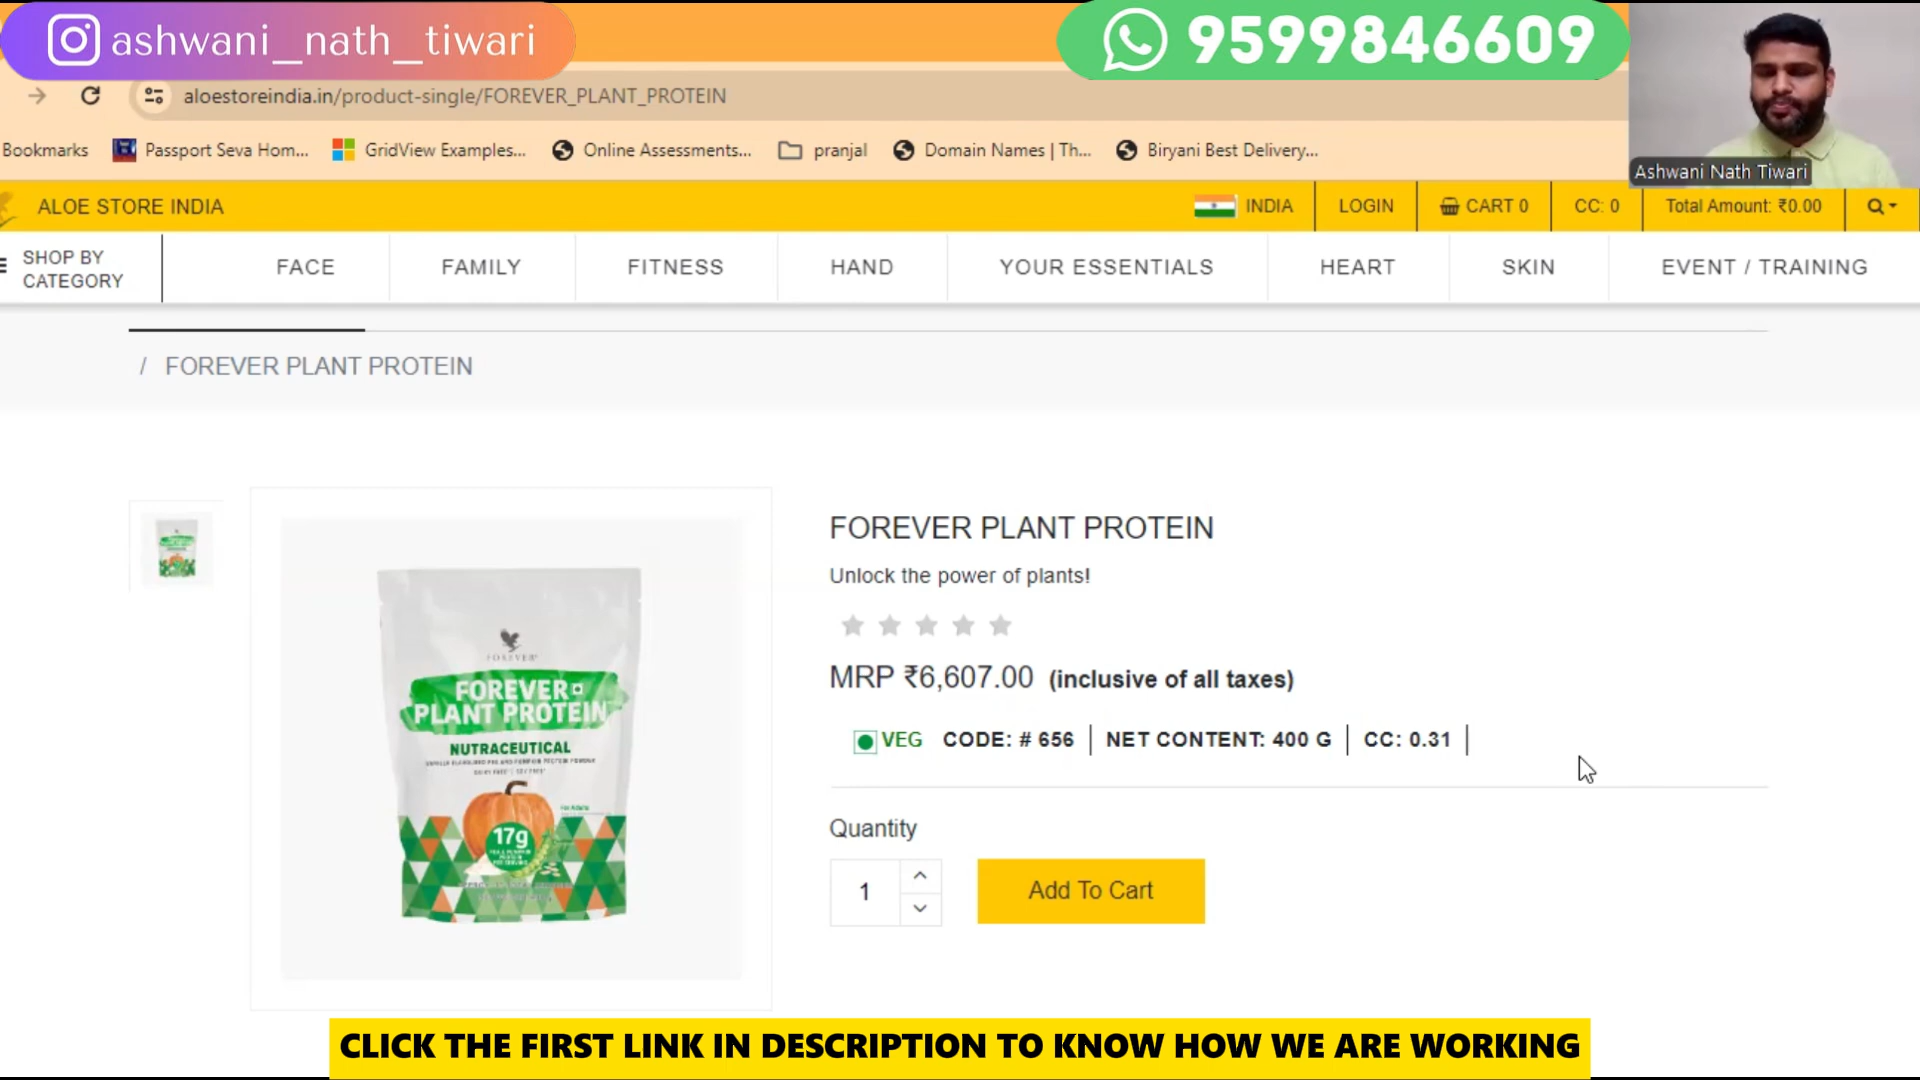 ashwani_nath_tiwari
9599846609
aloestoreindia.in/product-single/FOREVER_PLANT_PROTEIN
Bookmarks
Passport Seva Hom...
GridView Examples...
Online Assessments...
pranjal
Domain Names | Th...
Biryani Best Delivery...
Ashwani Nath Tiwari
ALOE STORE INDIA
INDIA
LOGIN
CART 0
CC: 0
Total Amount: ₹0.00
SHOP BY
CATEGORY
FACE
FAMILY
FITNESS
HAND
YOUR ESSENTIALS
HEART
SKIN
EVENT / TRAINING
/ FOREVER PLANT PROTEIN
FOREVER
FOREVER
PLANT PROTEIN
NUTRACEUTICAL
17g
FOREVER PLANT PROTEIN
Unlock the power of plants!
MRP ₹6,607.00 (inclusive of all taxes)
VEG CODE: # 656 | NET CONTENT: 400 G | CC: 0.31 |
Quantity
1
Add To Cart
CLICK THE FIRST LINK IN DESCRIPTION TO KNOW HOW WE ARE WORKING